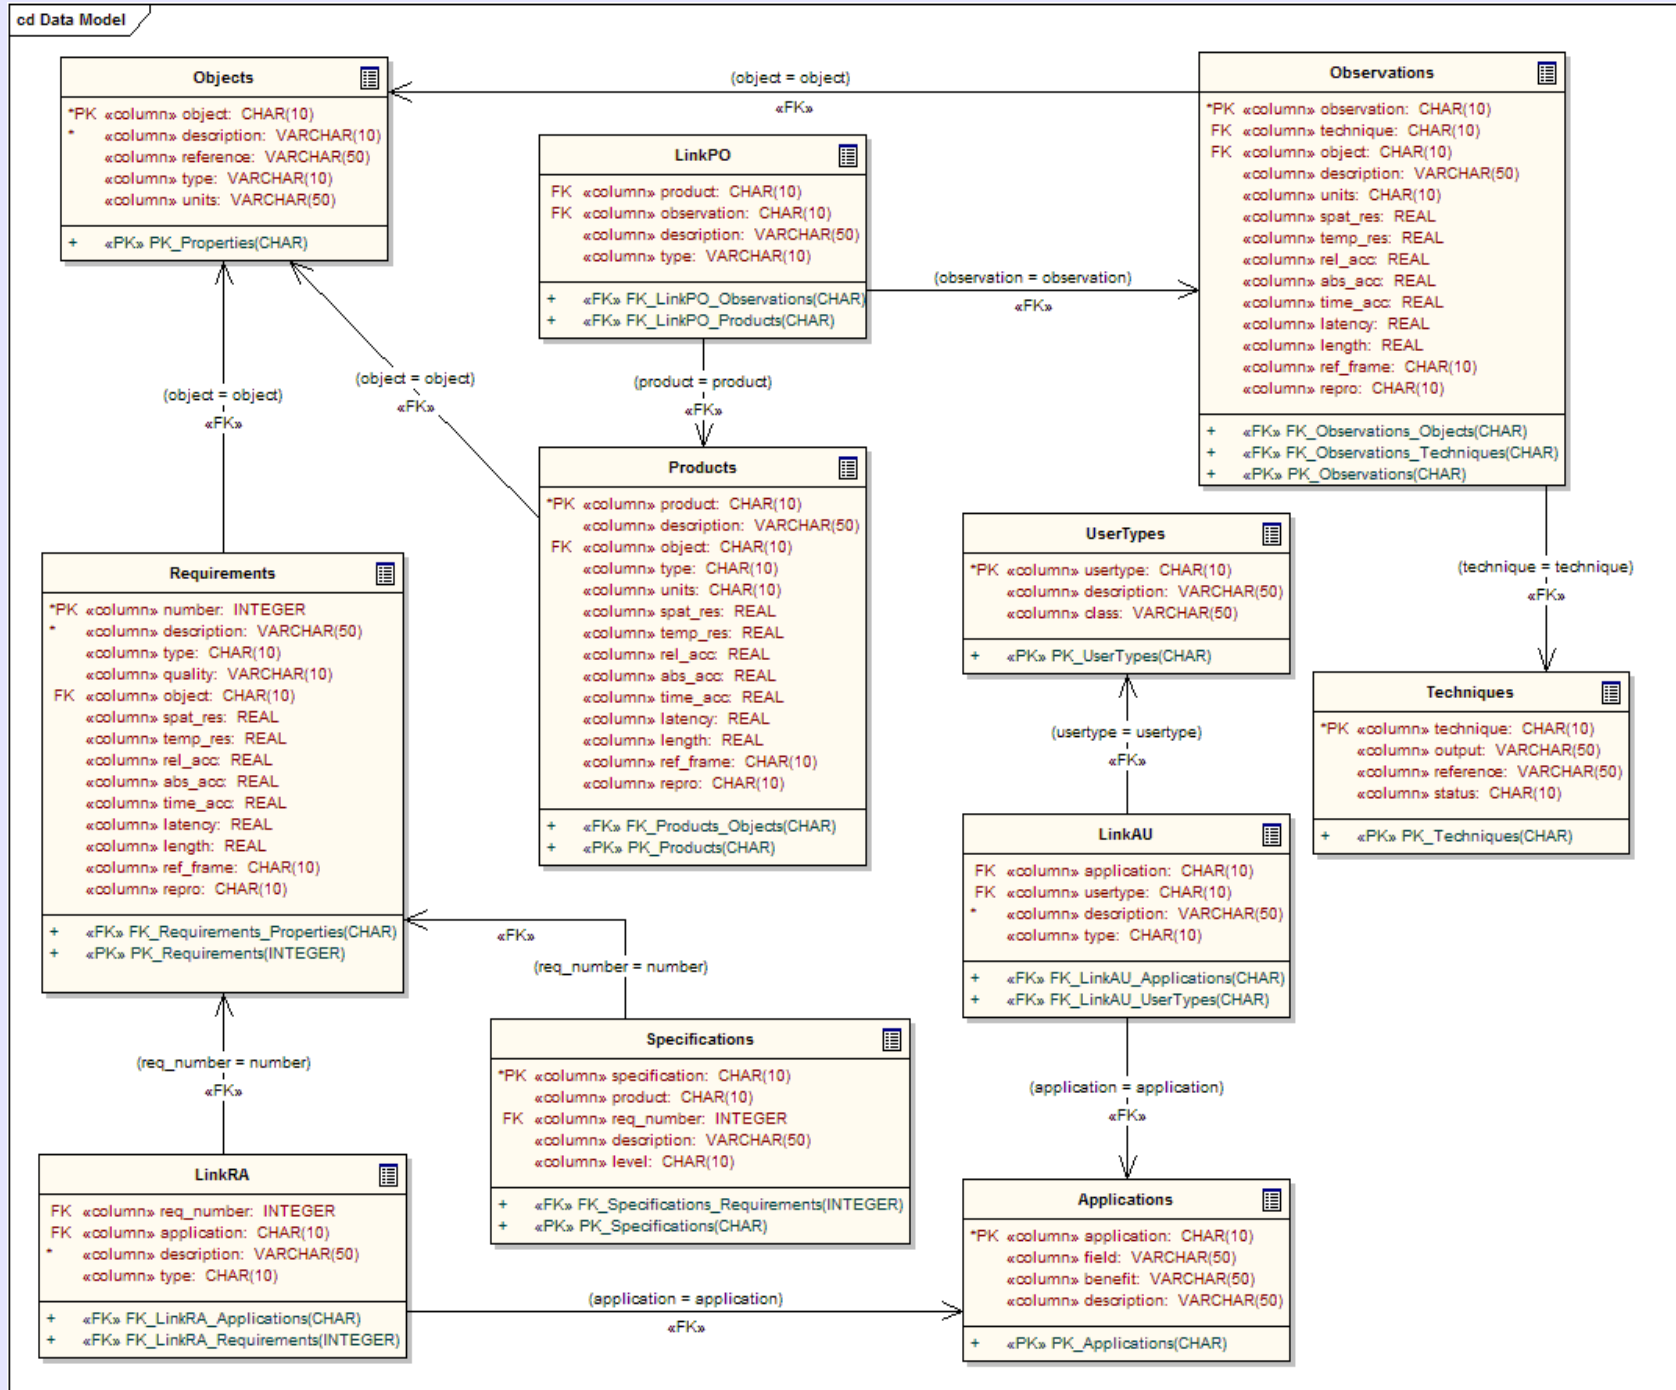 cd Data Model
Objects
*PK «column» object: CHAR(10)
* «column» description: VARCHAR(10)
«column» reference: VARCHAR(50)
«column» type: VARCHAR(10)
«column» units: VARCHAR(50)
+ «PK» PK_Properties(CHAR)
(object = object)
«FK»
Observations
*PK «column» observation: CHAR(10)
FK «column» technique: CHAR(10)
FK «column» object: CHAR(10)
«column» description: VARCHAR(50)
«column» units: CHAR(10)
«column» spat_res: REAL
«column» temp_res: REAL
«column» rel_acc: REAL
«column» abs_acc: REAL
«column» time_acc: REAL
«column» latency: REAL
«column» length: REAL
«column» ref_frame: CHAR(10)
«column» repro: CHAR(10)
+ «FK» FK_Observations_Objects(CHAR)
+ «FK» FK_Observations_Techniques(CHAR)
+ «PK» PK_Observations(CHAR)
LinkPO
FK «column» product: CHAR(10)
FK «column» observation: CHAR(10)
«column» description: VARCHAR(50)
«column» type: VARCHAR(10)
+ «FK» FK_LinkPO_Observations(CHAR)
+ «FK» FK_LinkPO_Products(CHAR)
(observation = observation)
«FK»
(object = object)
«FK»
(object = object)
«FK»
(product = product)
«FK»
Products
*PK «column» product: CHAR(10)
«column» description: VARCHAR(50)
FK «column» object: CHAR(10)
«column» type: CHAR(10)
«column» units: CHAR(10)
«column» spat_res: REAL
«column» temp_res: REAL
«column» rel_acc: REAL
«column» abs_acc: REAL
«column» time_acc: REAL
«column» latency: REAL
«column» length: REAL
«column» ref_frame: CHAR(10)
«column» repro: CHAR(10)
+ «FK» FK_Products_Objects(CHAR)
+ «PK» PK_Products(CHAR)
Requirements
*PK «column» number: INTEGER
* «column» description: VARCHAR(50)
«column» type: CHAR(10)
«column» quality: VARCHAR(10)
FK «column» object: CHAR(10)
«column» spat_res: REAL
«column» temp_res: REAL
«column» rel_acc: REAL
«column» abs_acc: REAL
«column» time_acc: REAL
«column» latency: REAL
«column» length: REAL
«column» ref_frame: CHAR(10)
«column» repro: CHAR(10)
+ «FK» FK_Requirements_Properties(CHAR)
+ «PK» PK_Requirements(INTEGER)
UserTypes
*PK «column» usertype: CHAR(10)
«column» description: VARCHAR(50)
«column» class: VARCHAR(50)
+ «PK» PK_UserTypes(CHAR)
(technique = technique)
«FK»
Techniques
*PK «column» technique: CHAR(10)
«column» output: VARCHAR(50)
«column» reference: VARCHAR(50)
«column» status: CHAR(10)
+ «PK» PK_Techniques(CHAR)
(usertype = usertype)
«FK»
LinkAU
FK «column» application: CHAR(10)
FK «column» usertype: CHAR(10)
* «column» description: VARCHAR(50)
«column» type: CHAR(10)
+ «FK» FK_LinkAU_Applications(CHAR)
+ «FK» FK_LinkAU_UserTypes(CHAR)
«FK»
(req_number = number)
(req_number = number)
«FK»
Specifications
*PK «column» specification: CHAR(10)
«column» product: CHAR(10)
FK «column» req_number: INTEGER
«column» description: VARCHAR(50)
«column» level: CHAR(10)
+ «FK» FK_Specifications_Requirements(INTEGER)
+ «PK» PK_Specifications(CHAR)
(application = application)
«FK»
LinkRA
FK «column» req_number: INTEGER
FK «column» application: CHAR(10)
* «column» description: VARCHAR(50)
«column» type: CHAR(10)
+ «FK» FK_LinkRA_Applications(CHAR)
+ «FK» FK_LinkRA_Requirements(INTEGER)
(application = application)
«FK»
Applications
*PK «column» application: CHAR(10)
«column» field: VARCHAR(50)
«column» benefit: VARCHAR(50)
«column» description: VARCHAR(50)
+ «PK» PK_Applications(CHAR)